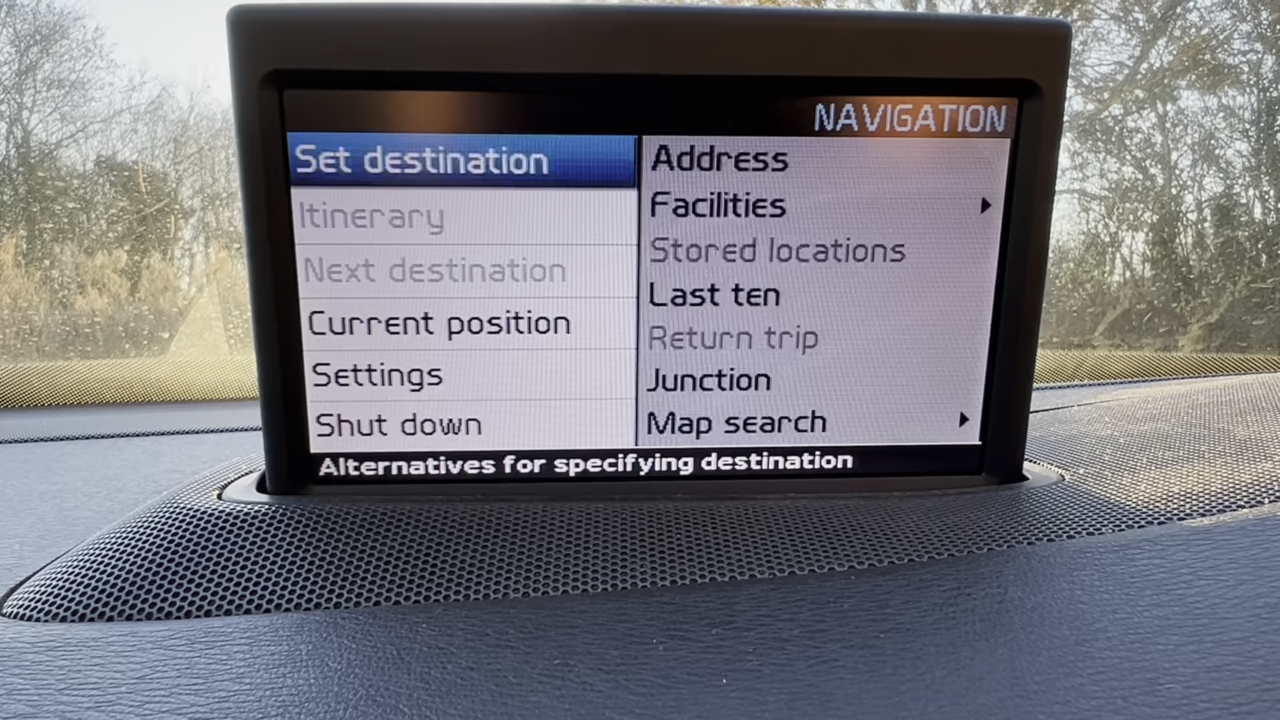 NAVIGATION
Set destination
Itinerary
Next destination
Current position
Settings
Shut down
Address
Facilities
Stored locations
Last ten
Return trip
Junction
Map search
Alternatives for specifying destination